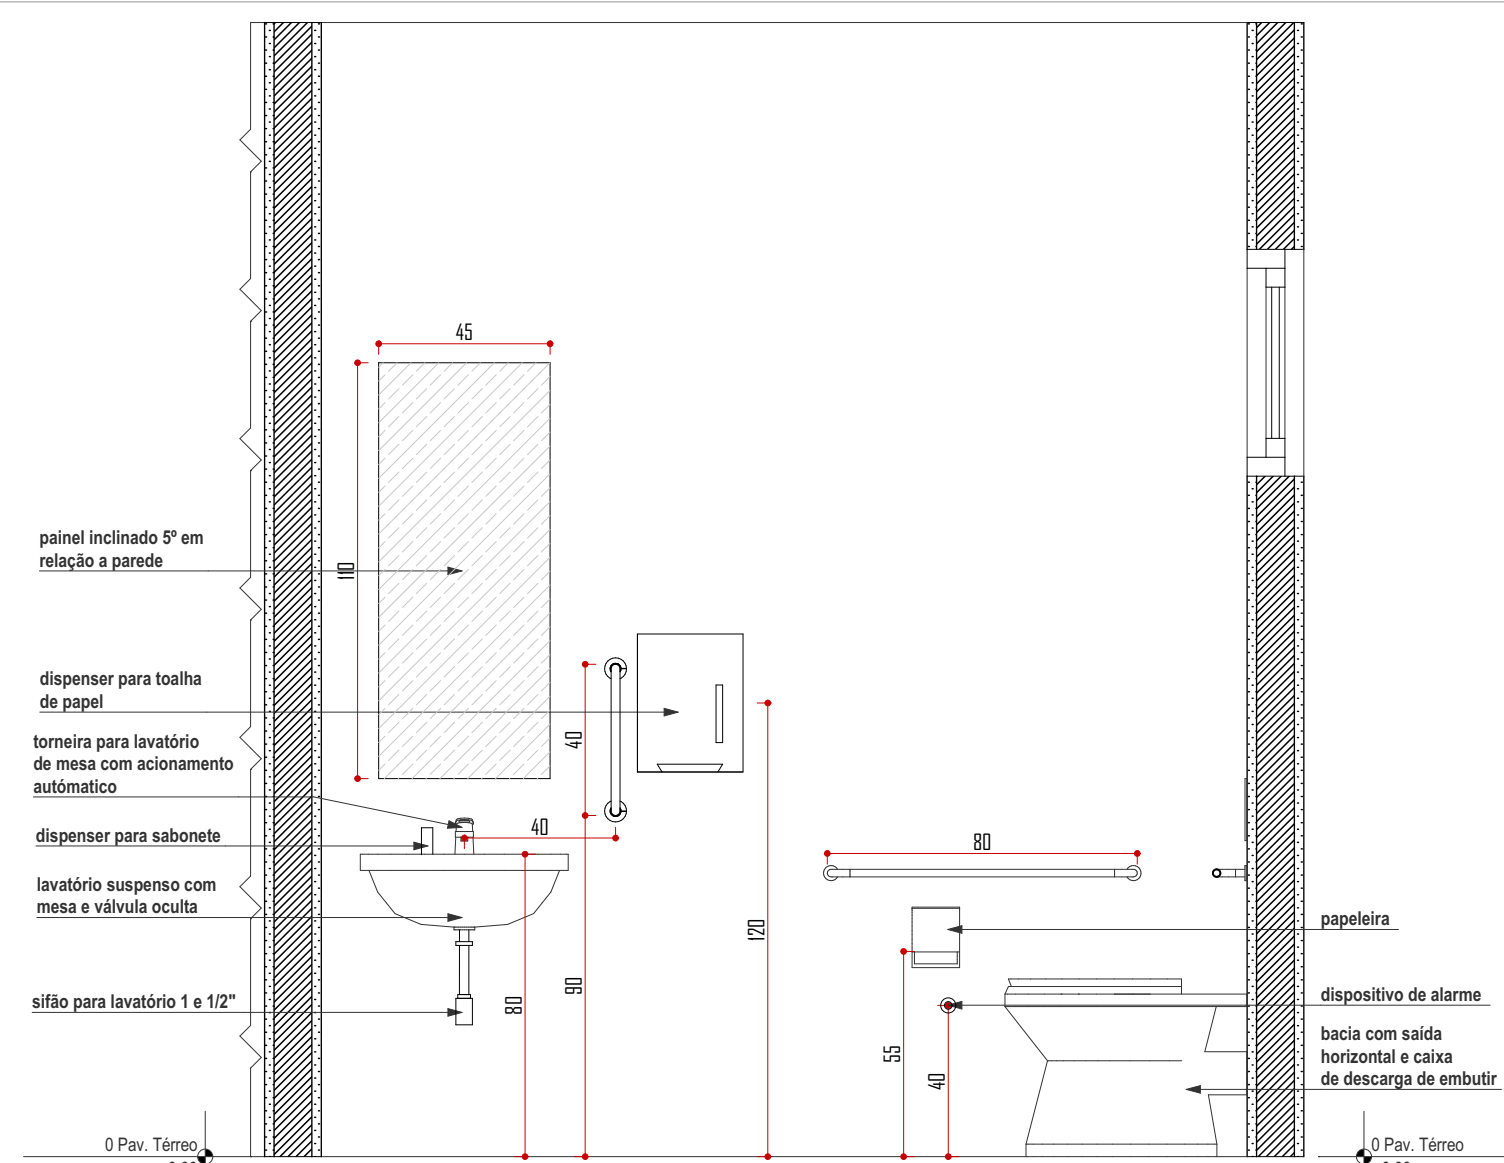 45
painel inclinado 5º em
relação a parede
110
dispenser para toalha
de papel
40
torneira para lavatório
de mesa com acionamento
autómatico
dispenser para sabonete
40
80
lavatório suspenso com
mesa e válvula oculta
120
papeleira
sifão para lavatório 1 e 1/2"
80
90
dispositivo de alarme
55
40
bacia com saída
horizontal e caixa
de descarga de embutir
0 Pav. Térreo
0 Pav. Térreo